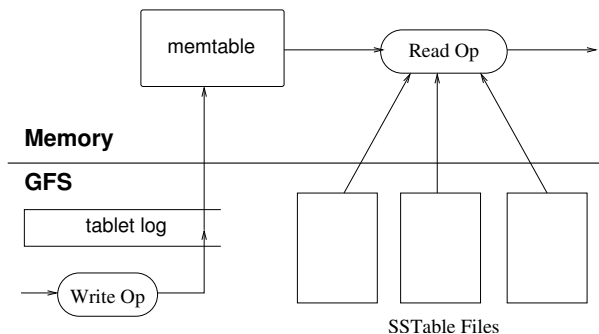 memtable
Read Op
Memory
GFS
tablet log
Write Op
SSTable Files